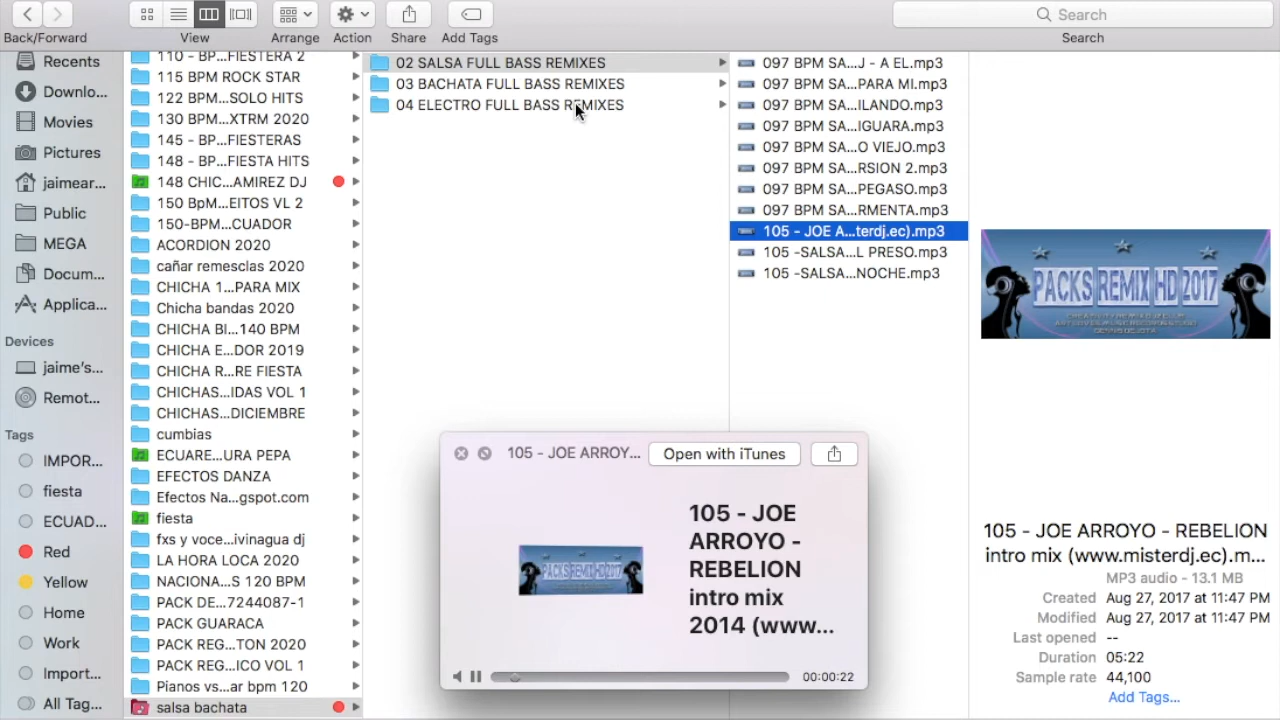 Search
Back/Forward
View
Arrange
Action
Share
Add Tags
Search
Recents
Downlo...
Movies
Pictures
jaimear...
Public
MEGA
Docum...
Applica...
Devices
jaime's...
Remot...
Tags
IMPOR...
fiesta
ECUAD...
Red
Yellow
Home
Work
Import...
All Tag...
110 - BP...FIESTERA 2
115 BPM ROCK STAR
122 BPM...SOLO HITS
130 BPM...XTRM 2020
145 - BP...FIESTERAS
148 - BP...FIESTA HITS
148 CHIC...AMIREZ DJ
150 BpM...EITOS VL 2
150-BPM...CUADOR
ACORDION 2020
cañar remesclas 2020
CHICHA 1...PARA MIX
Chicha bandas 2020
CHICHA BI...140 BPM
CHICHA E...DOR 2019
CHICHA R...RE FIESTA
CHICHAS...IDAS VOL 1
CHICHAS...DICIEMBRE
cumbias
ECUARE...URA PEPA
EFECTOS DANZA
Efectos Na...gspot.com
fiesta
fxs y voce...ivinagua dj
LA HORA LOCA 2020
NACIONA...S 120 BPM
PACK DE...7244087-1
PACK GUARACA
PACK REG...TON 2020
PACK REG...ICO VOL 1
Pianos vs...ar bpm 120
salsa bachata
02 SALSA FULL BASS REMIXES
03 BACHATA FULL BASS REMIXES
04 ELECTRO FULL BASS REMIXES
097 BPM SA...J - A EL.mp3
097 BPM SA...PARA MI.mp3
097 BPM SA...ILANDO.mp3
097 BPM SA...IGUARA.mp3
097 BPM SA...O VIEJO.mp3
097 BPM SA...RSION 2.mp3
097 BPM SA...PEGASO.mp3
097 BPM SA...RMENTA.mp3
105 - JOE A...terdj.ec).mp3
105 -SALSA...L PRESO.mp3
105 -SALSA...NOCHE.mp3
PACKS REMIX HD 2017
105 - JOE ARROYO - REBELION
intro mix (www.misterdj.ec).m...
MP3 audio - 13.1 MB
Created Aug 27, 2017 at 11:47 PM
Modified Aug 27, 2017 at 11:47 PM
Last opened --
Duration 05:22
Sample rate 44,100
Add Tags...
105 - JOE ARROY...
Open with iTunes
PACKS REMIX HD 2017
105 - JOE
ARROYO -
REBELION
intro mix
2014 (www...
00:00:22